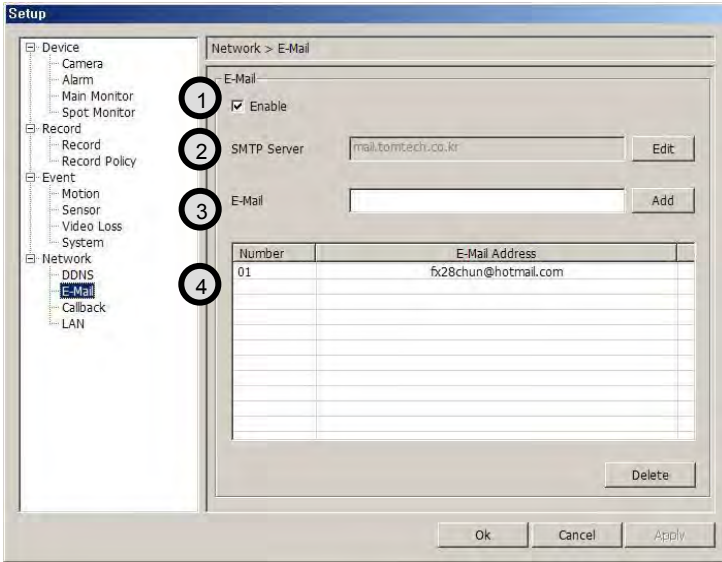 Setup
Device
Camera
Alarm
Main Monitor
Spot Monitor
Record
Record
Record Policy
Event
Motion
Sensor
Video Loss
System
Network
DDNS
E-Mail
Callback
LAN
Network > E-Mail
E-Mail
1 Enable
2 SMTP Server mail.tomtech.co.kr Edit
3 E-Mail Add
Number E-Mail Address
4 01 fx28chun@hotmail.com
Delete
Ok Cancel Apply